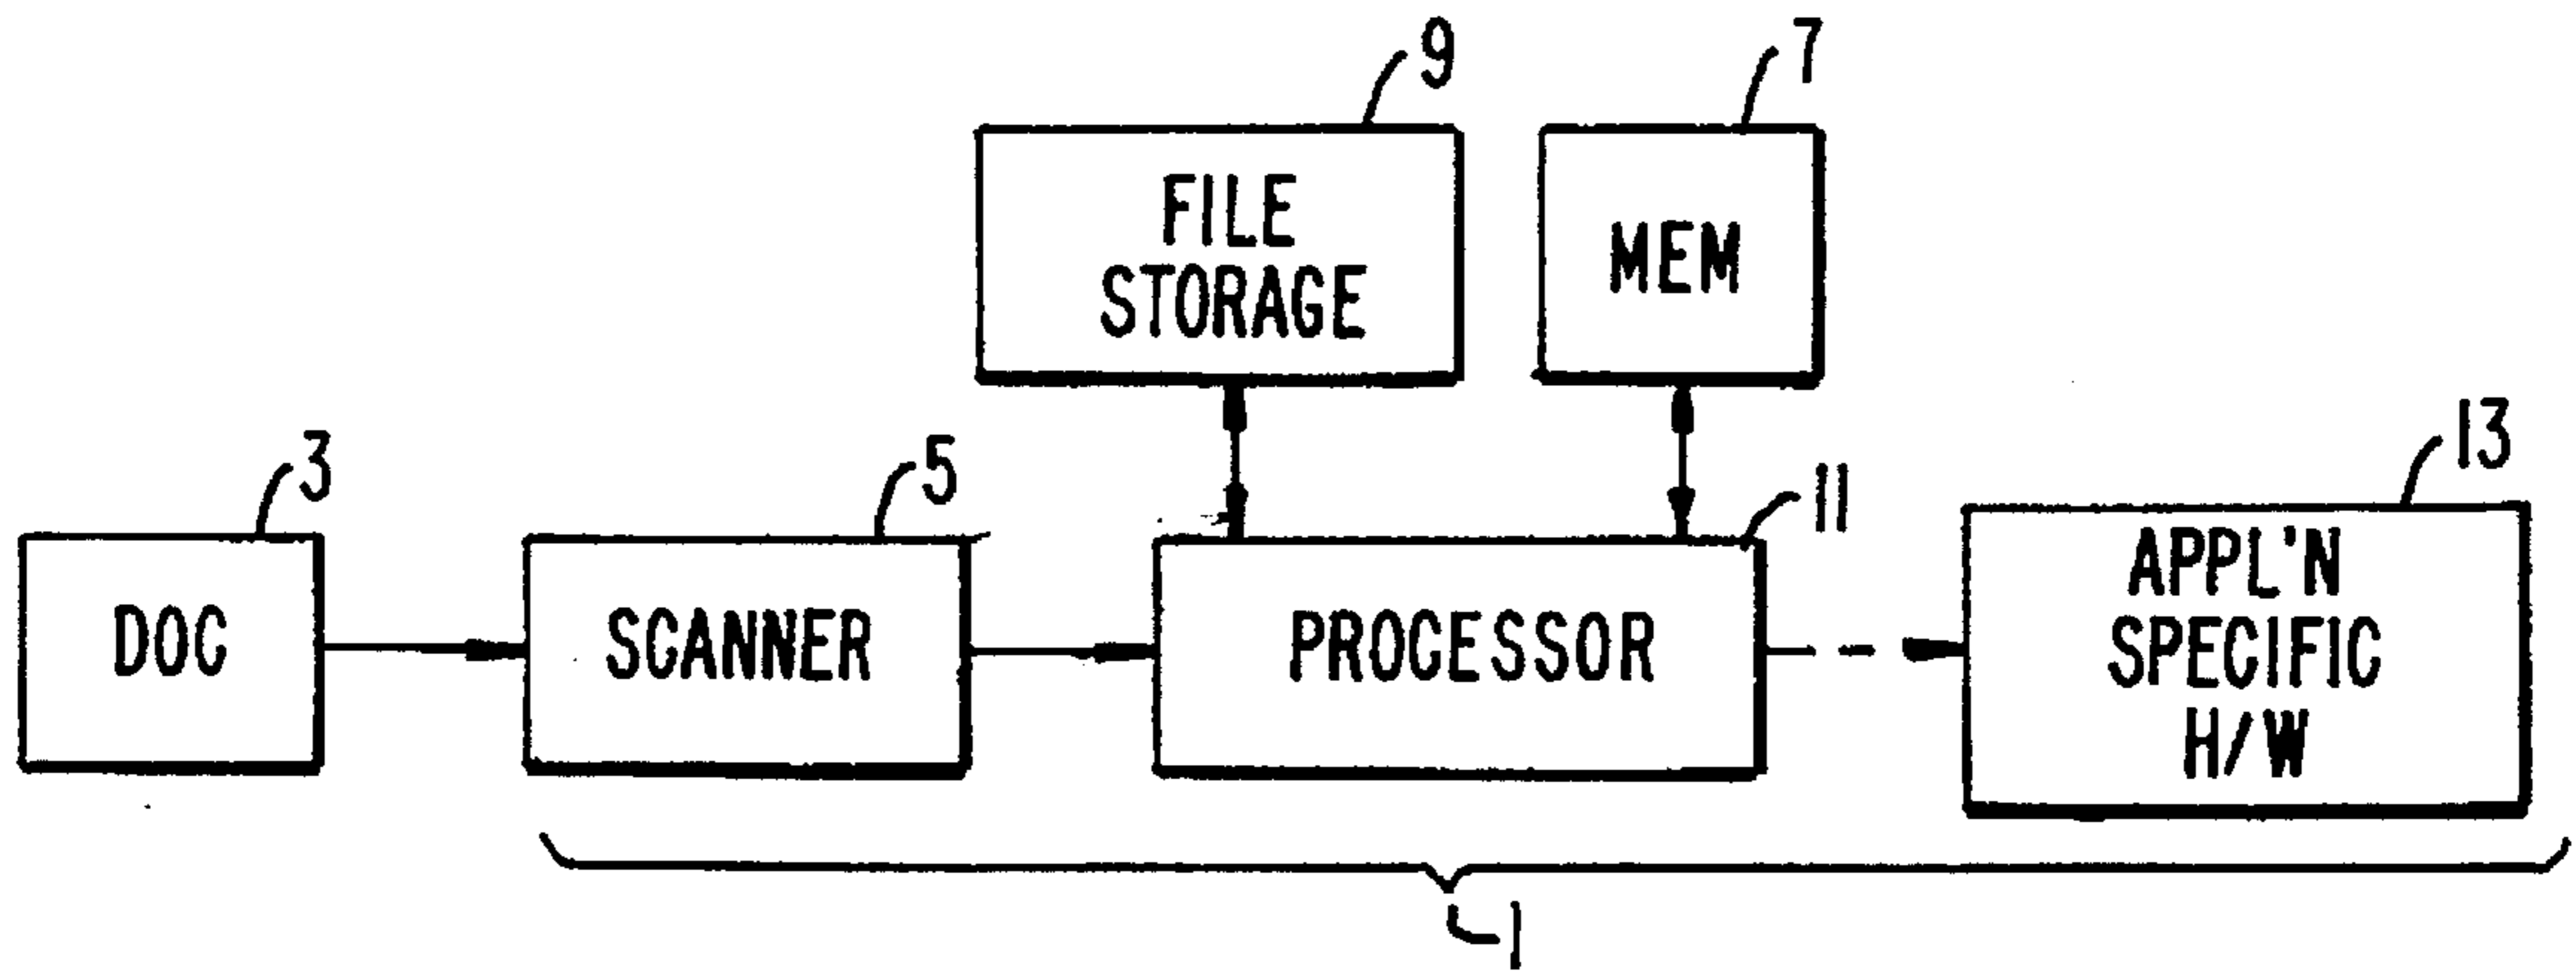 9
7
FILE
STORAGE
MEM
3
5
11
13
DOC
SCANNER
PROCESSOR
APPL'N
SPECIFIC
H/W
1